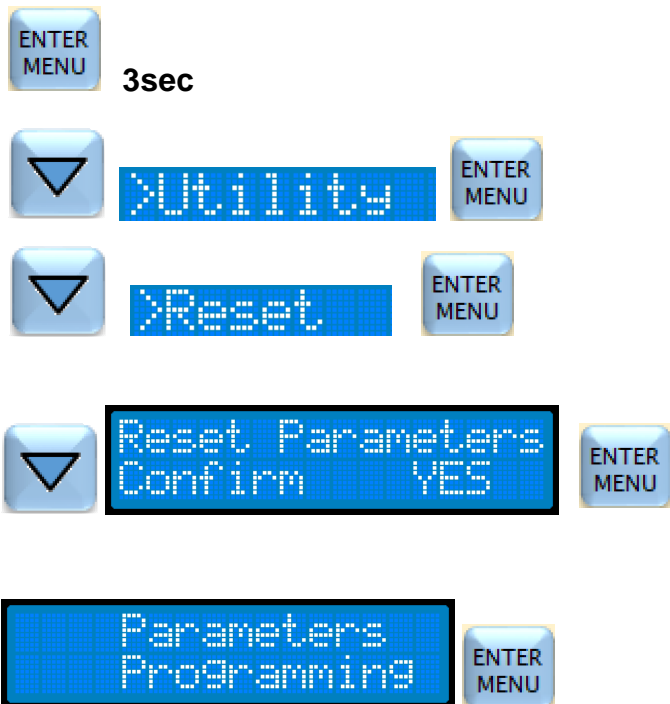 ENTER
MENU
3sec
>Utility
ENTER
MENU
>Reset
ENTER
MENU
Reset Parameters
Confirm YES
ENTER
MENU
Parameters
Programming
ENTER
MENU